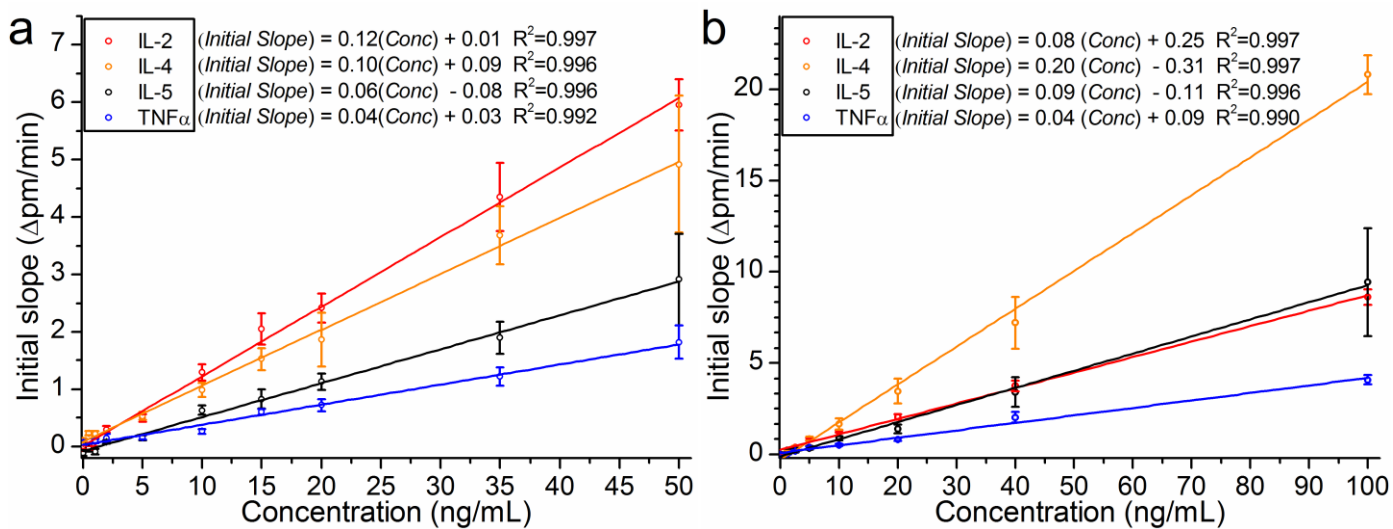 a
IL-2 (Initial Slope) = 0.12(Conc) + 0.01 R²=0.997
IL-4 (Initial Slope) = 0.10(Conc) + 0.09 R²=0.996
IL-5 (Initial Slope) = 0.06(Conc) - 0.08 R²=0.996
TNFα (Initial Slope) = 0.04(Conc) + 0.03 R²=0.992
7
6
5
4
3
2
1
0
Initial slope (Δpm/min)
0 5 10 15 20 25 30 35 40 45 50
Concentration (ng/mL)
b
IL-2 (Initial Slope) = 0.08 (Conc) + 0.25 R²=0.997
IL-4 (Initial Slope) = 0.20 (Conc) - 0.31 R²=0.997
IL-5 (Initial Slope) = 0.09 (Conc) - 0.11 R²=0.996
TNFα (Initial Slope) = 0.04 (Conc) + 0.09 R²=0.990
20
15
10
5
0
Initial slope (Δpm/min)
0 10 20 30 40 50 60 70 80 90 100
Concentration (ng/mL)